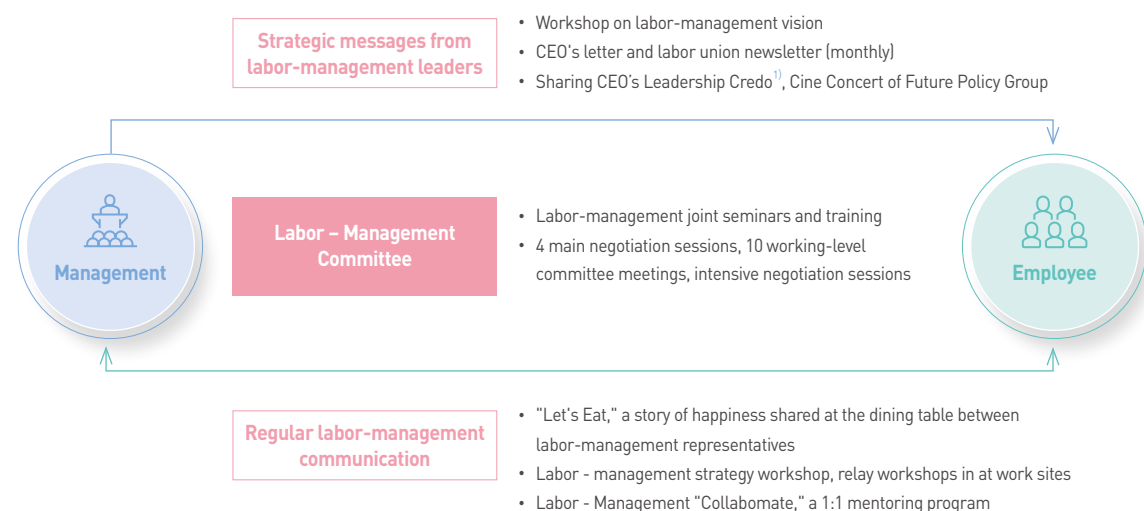 Strategic messages from
labor-management leaders
• Workshop on labor-management vision
• CEO's letter and labor union newsletter (monthly)
• Sharing CEO's Leadership Credo1), Cine Concert of Future Policy Group
Management
Labor – Management
Committee
• Labor-management joint seminars and training
• 4 main negotiation sessions, 10 working-level
committee meetings, intensive negotiation sessions
Employee
Regular labor-management
communication
• "Let's Eat," a story of happiness shared at the dining table between
labor-management representatives
• Labor - management strategy workshop, relay workshops in at work sites
• Labor - Management "Collabomate," a 1:1 mentoring program